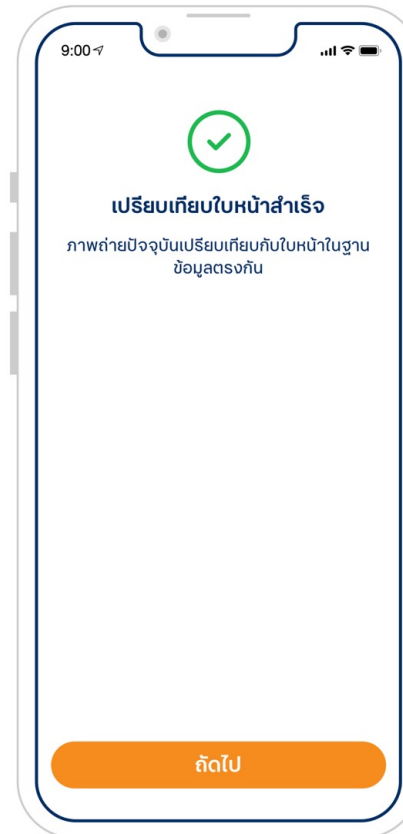 9:00
เปรียบเทียบใบหน้าสำเร็จ
ภาพถ่ายปัจจุบันเปรียบเทียบกับใบหน้าในฐาน
ข้อมูลตรงกัน
ถัดไป